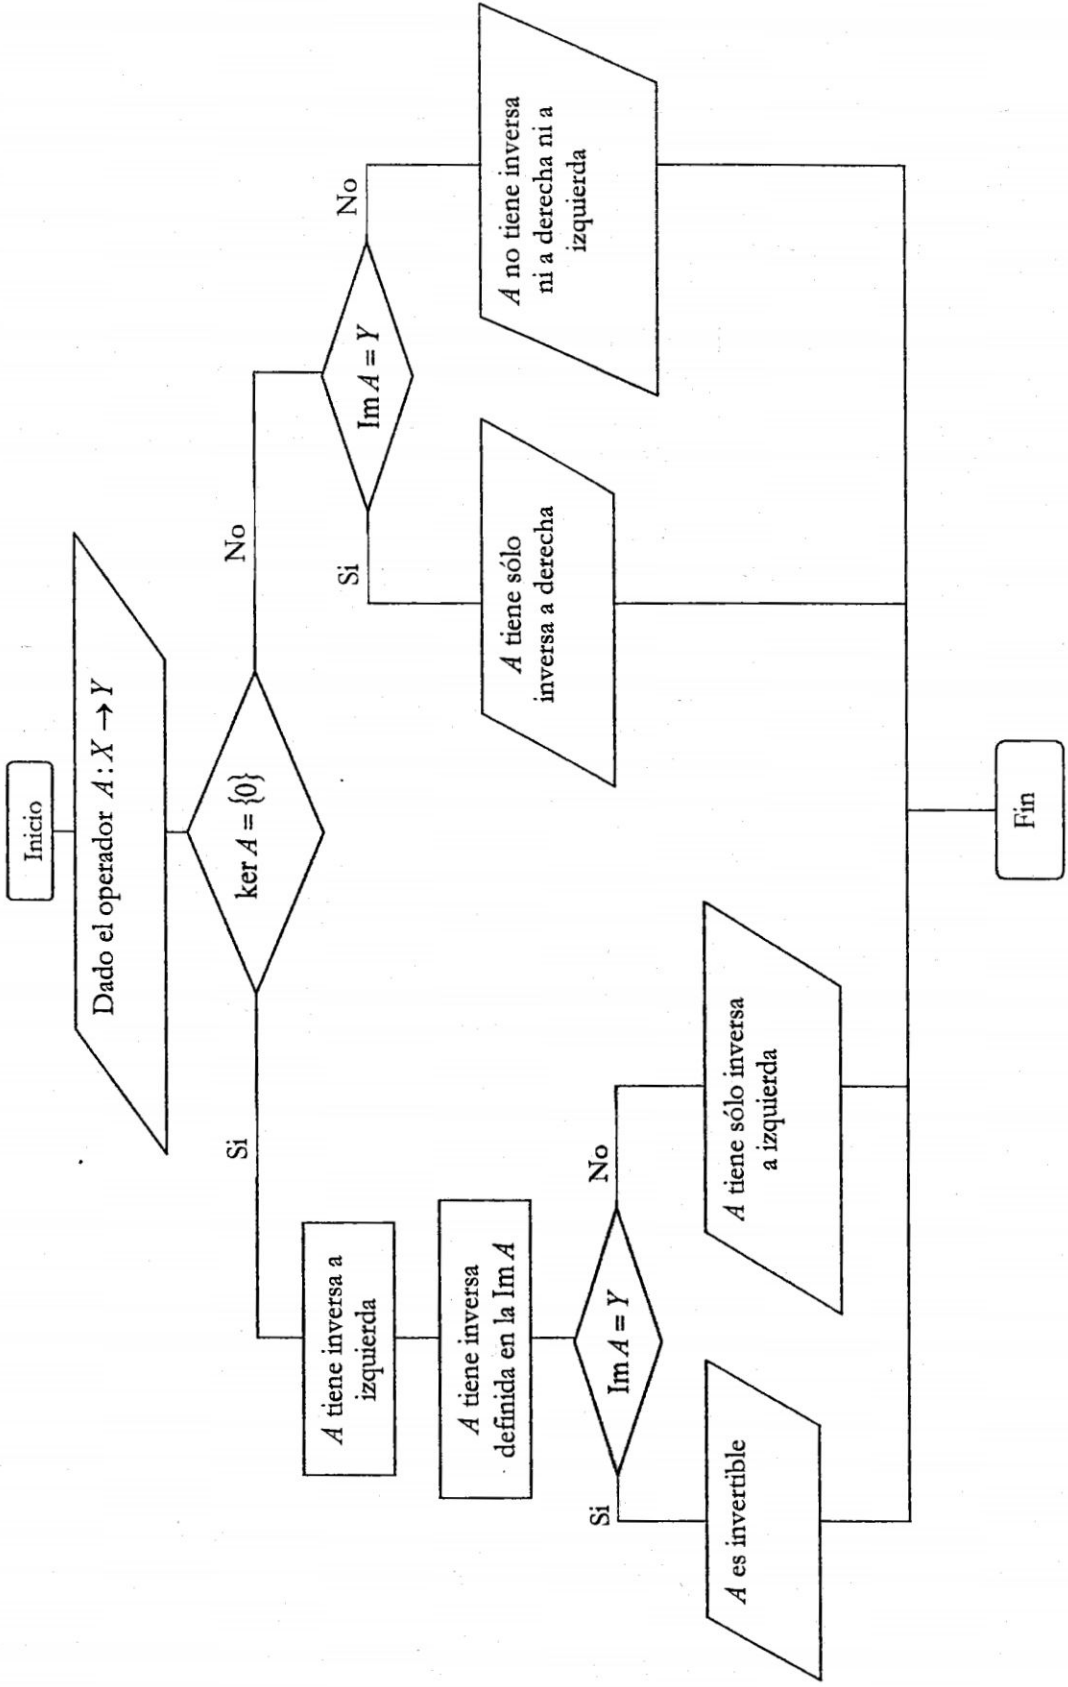 Inicio
Dado el operador A: X → Y
ker A = {0}
Si
No
A tiene inversa a
izquierda
A tiene inversa
definida en la Im A
Im A = Y
Si
No
A es invertible
A tiene sólo inversa
a izquierda
Im A = Y
Si
No
A tiene sólo
inversa a derecha
A no tiene inversa
ni a derecha ni a
izquierda
Fin